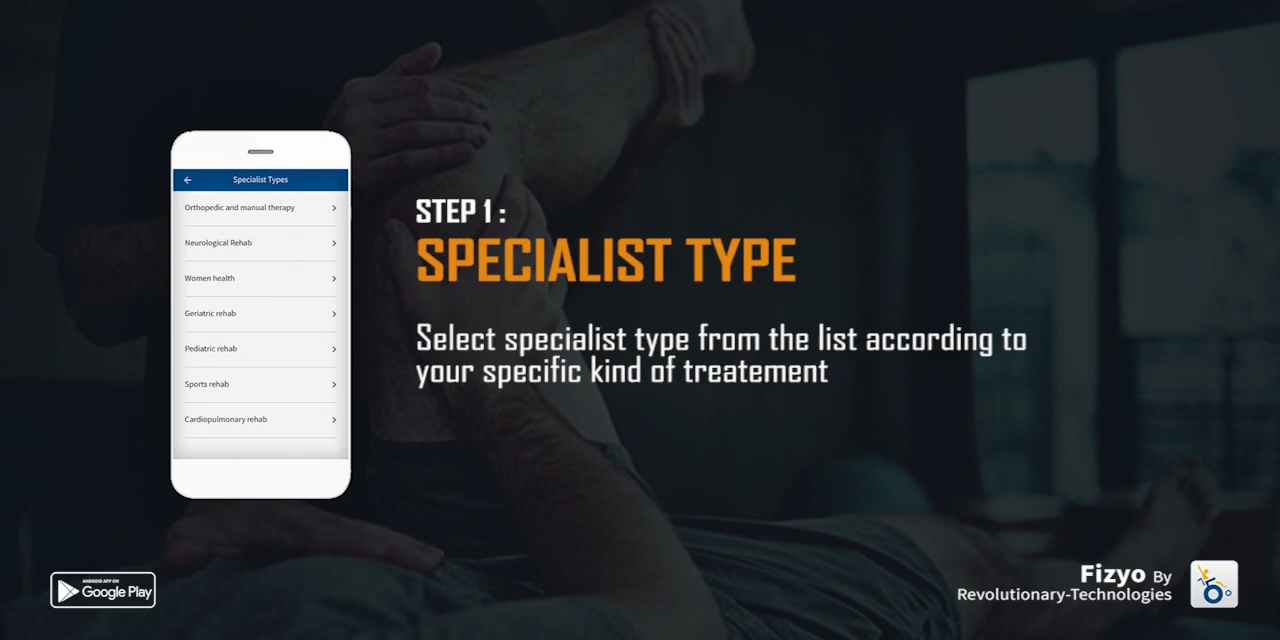 Specialist Types
Orthopedic and manual therapy
Neurological Rehab
Women health
Geriatric rehab
Pediatric rehab
Sports rehab
Cardiopulmonary rehab
STEP 1 :
SPECIALIST TYPE
Select specialist type from the list according to
your specific kind of treatement
ANDROID APP ON
Google Play
Fizyo By
Revolutionary-Technologies